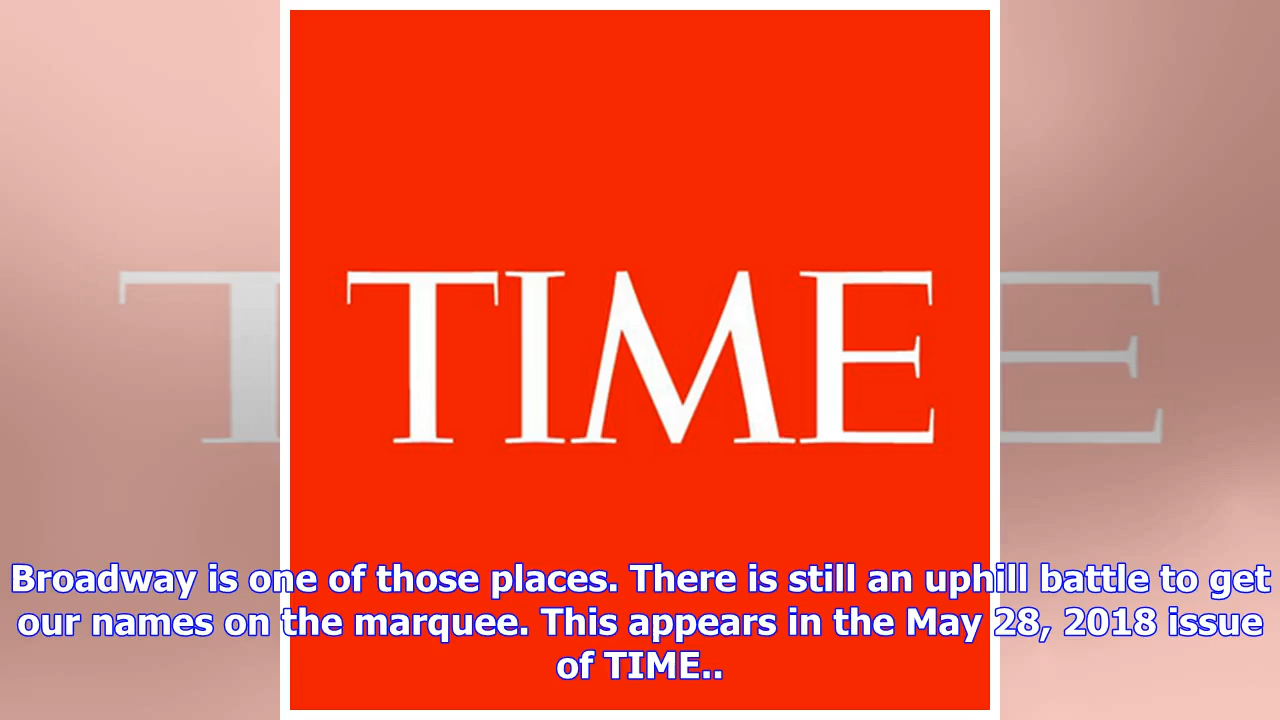 TIME
Broadway is one of those places. There is still an uphill battle to get
our names on the marquee. This appears in the May 28, 2018 issue
of TIME..